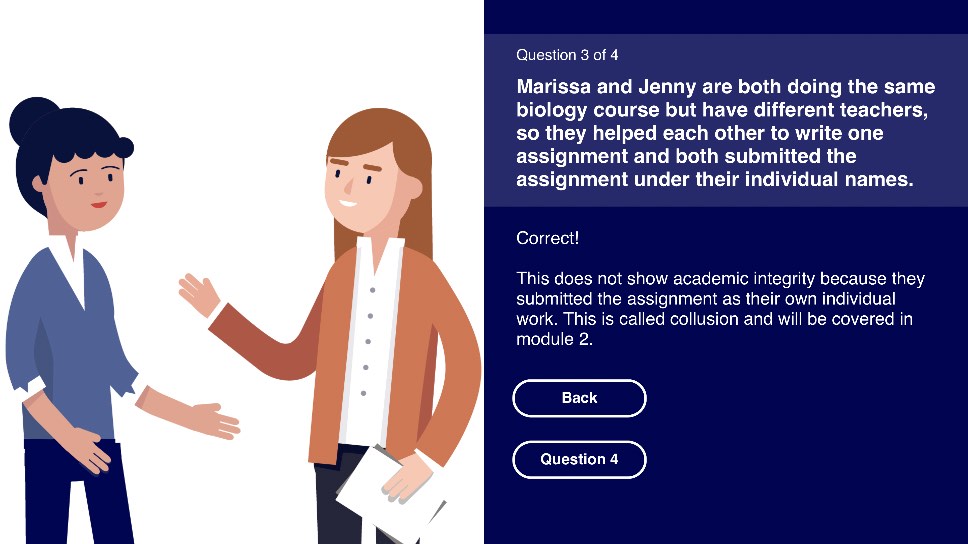 Question 3 of 4
Marissa and Jenny are both doing the same
biology course but have different teachers,
so they helped each other to write one
assignment and both submitted the
assignment under their individual names.
Correct!
This does not show academic integrity because they
submitted the assignment as their own individual
work. This is called collusion and will be covered in
module 2.
Back
Question 4